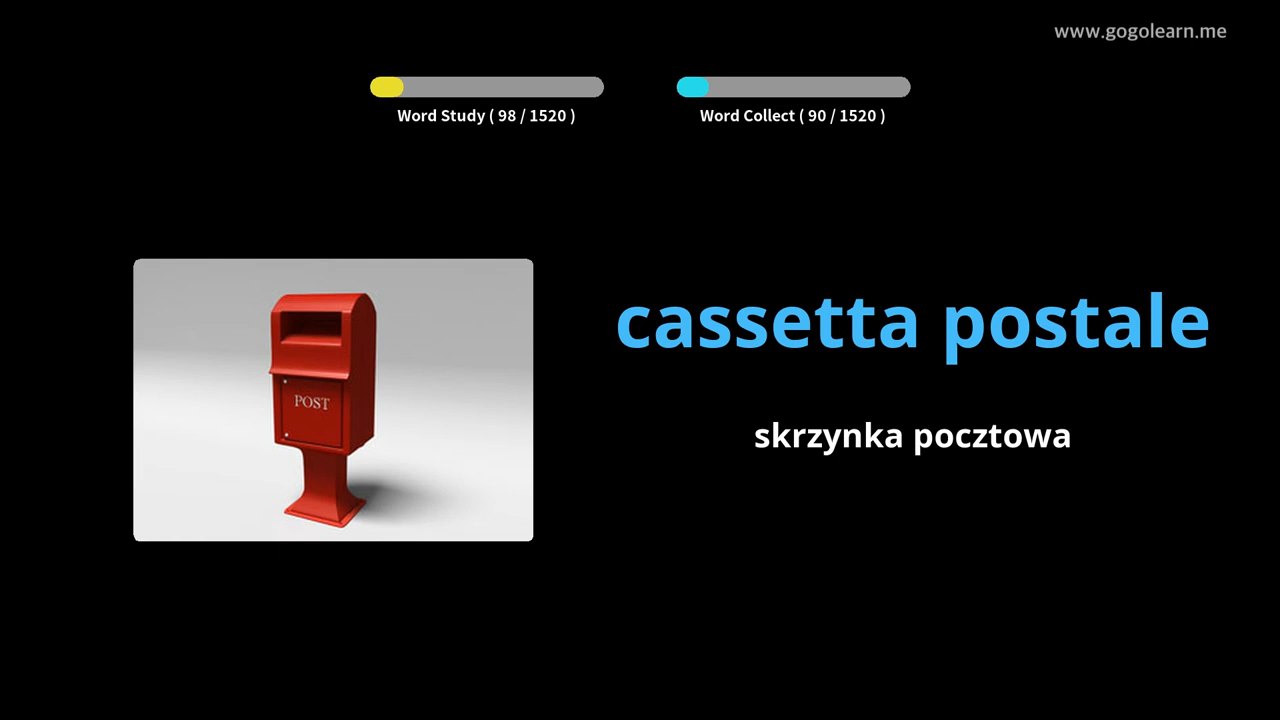 www.gogolearn.me
Word Study ( 98 / 1520 )
Word Collect ( 90 / 1520 )
POST
cassetta postale
skrzynka pocztowa